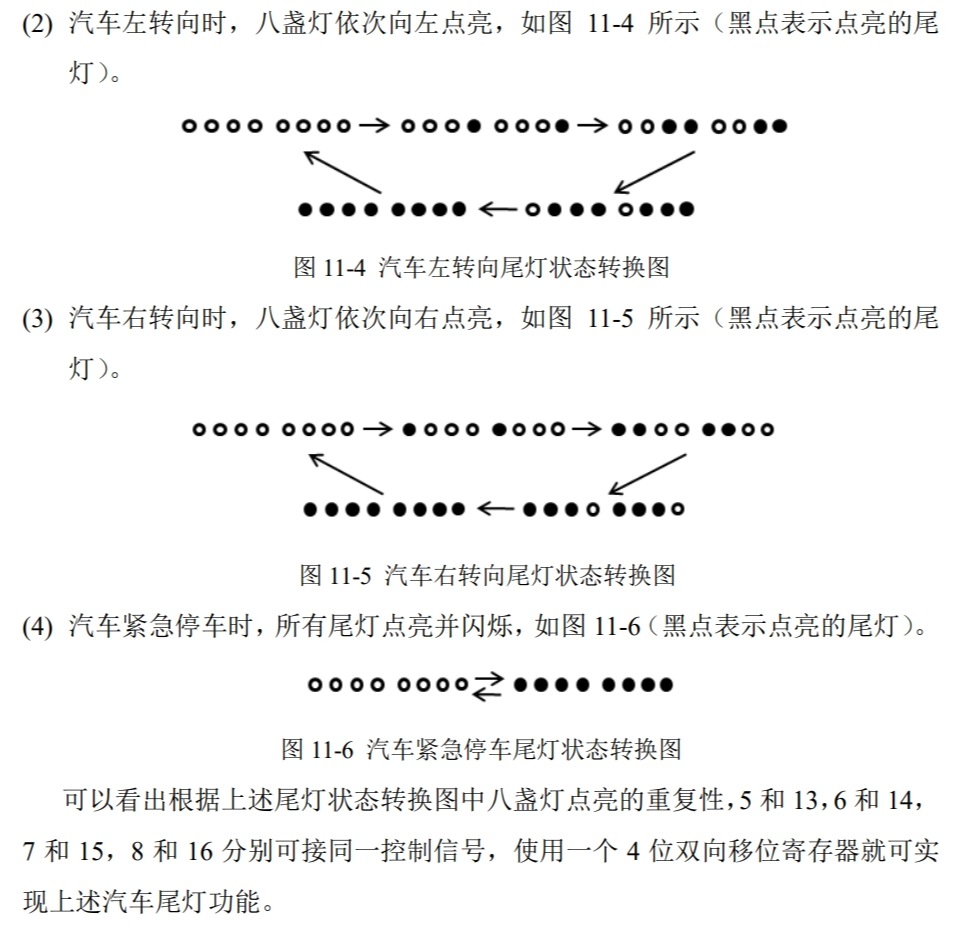 (2) 汽车左转向时，八盏灯依次向左点亮，如图 11-4 所示（黑点表示点亮的尾
灯）。
图 11-4 汽车左转向尾灯状态转换图
(3) 汽车右转向时，八盏灯依次向右点亮，如图 11-5 所示（黑点表示点亮的尾
灯）。
图 11-5 汽车右转向尾灯状态转换图
(4) 汽车紧急停车时，所有尾灯点亮并闪烁，如图 11-6（黑点表示点亮的尾灯）。
图 11-6 汽车紧急停车尾灯状态转换图
可以看出根据上述尾灯状态转换图中八盏灯点亮的重复性，5 和 13，6 和 14，
7 和 15，8 和 16 分别可接同一控制信号，使用一个 4 位双向移位寄存器就可实
现上述汽车尾灯功能。